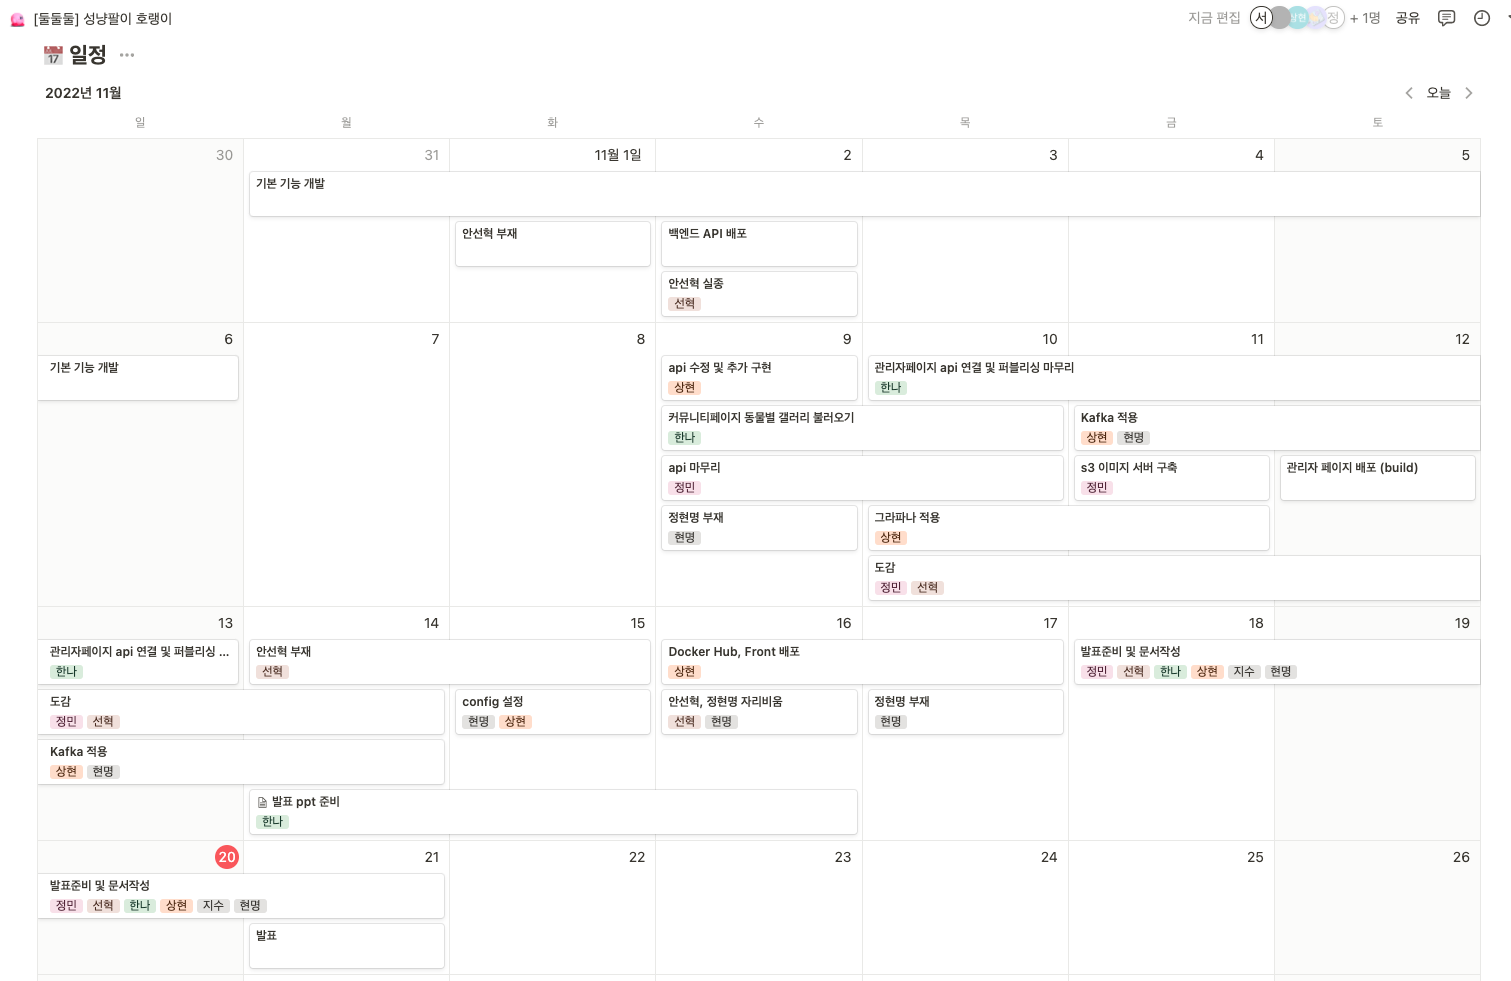 [둘둘둘] 성냥팔이 호랭이
지금 편집 서 상현 정 + 1명 공유
17 일정 ···
2022년 11월
오늘
일 월 화 수 목 금 토
30 31 11월 1일 2 3 4 5
기본 기능 개발
안선혁 부재
백엔드 API 배포
안선혁 실종
선혁
6 7 8 9 10 11 12
기본 기능 개발
api 수정 및 추가 구현
상현
관리자페이지 api 연결 및 퍼블리싱 마무리
한나
커뮤니티페이지 동물별 갤러리 불러오기
한나
Kafka 적용
상현 현명
api 마무리
정민
s3 이미지 서버 구축
정민
관리자 페이지 배포 (build)
정현명 부재
현명
그라파나 적용
상현
도감
정민 선혁
13 14 15 16 17 18 19
관리자페이지 api 연결 및 퍼블리싱 ...
한나
안선혁 부재
선혁
Docker Hub, Front 배포
상현
발표준비 및 문서작성
정민 선혁 한나 상현 지수 현명
도감
정민 선혁
config 설정
현명 상현
안선혁, 정현명 자리비움
선혁 현명
정현명 부재
현명
Kafka 적용
상현 현명
발표 ppt 준비
한나
20 21 22 23 24 25 26
발표준비 및 문서작성
정민 선혁 한나 상현 지수 현명
발표